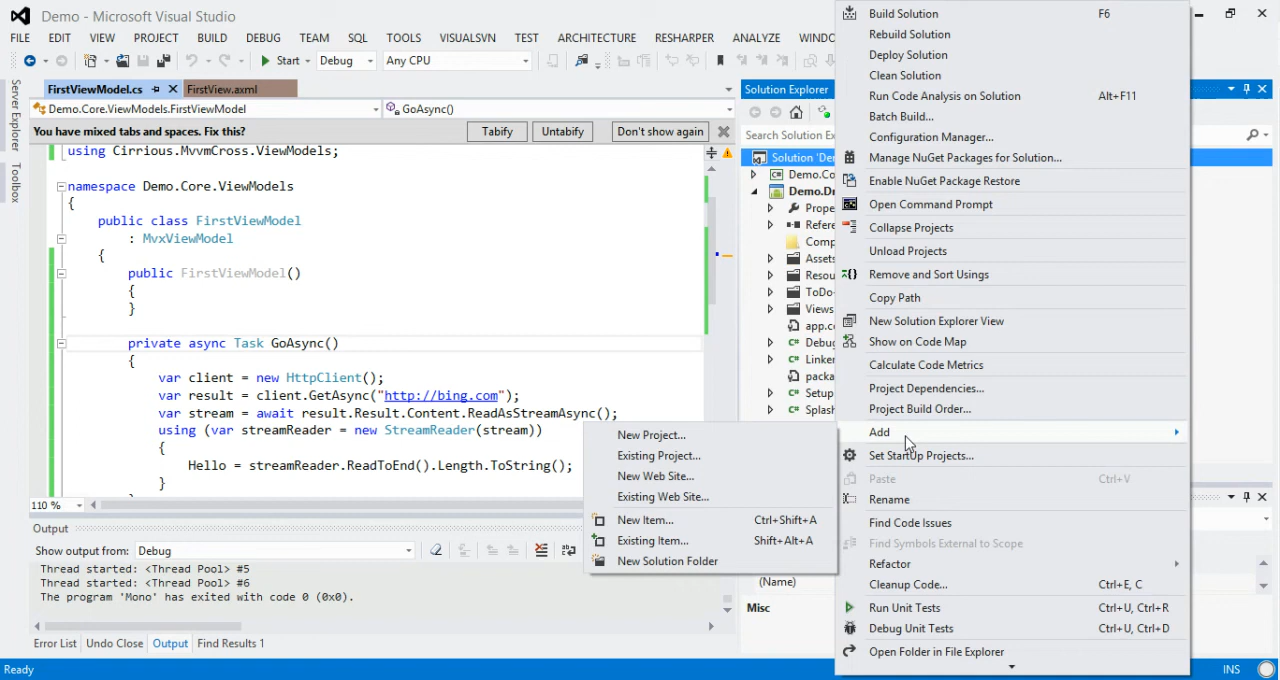 Demo - Microsoft Visual Studio
FILE EDIT VIEW PROJECT BUILD DEBUG TEAM SQL TOOLS VISUALSVN TEST ARCHITECTURE RESHARPER ANALYZE WINDO
Start Debug Any CPU
Server Explorer
Toolbox
FirstViewModel.cs
FirstView.axml
Demo.Core.ViewModels.FirstViewModel
GoAsync()
You have mixed tabs and spaces. Fix this?
Tabify
Untabify
Don't show again
using Cirrious.MvvmCross.ViewModels;
namespace Demo.Core.ViewModels
{
public class FirstViewModel
: MvxViewModel
{
public FirstViewModel()
{
}
private async Task GoAsync()
{
var client = new HttpClient();
var result = client.GetAsync("http://bing.com");
var stream = await result.Result.Content.ReadAsStreamAsync();
using (var streamReader = new StreamReader(stream))
{
Hello = streamReader.ReadToEnd().Length.ToString();
}
110 %
Output
Show output from: Debug
Thread started: <Thread Pool> #5
Thread started: <Thread Pool> #6
The program 'Mono' has exited with code 0 (0x0).
Error List Undo Close Output Find Results 1
Ready
INS
Solution Explorer
Search Solution Ex
Solution 'De
Demo.Co
Demo.Dr
Prope
Refere
Comp
Assets
Resou
ToDo-
Views
app.co
Debug
Linker
packa
Setup
Splash
(Name)
Misc
Build Solution F6
Rebuild Solution
Deploy Solution
Clean Solution
Run Code Analysis on Solution Alt+F11
Batch Build...
Configuration Manager...
Manage NuGet Packages for Solution...
Enable NuGet Package Restore
Open Command Prompt
Collapse Projects
Unload Projects
Remove and Sort Usings
Copy Path
New Solution Explorer View
Show on Code Map
Calculate Code Metrics
Project Dependencies...
Project Build Order...
Add
Set StartUp Projects...
Paste Ctrl+V
Rename
Find Code Issues
Find Symbols External to Scope
Refactor
Cleanup Code... Ctrl+E, C
Run Unit Tests Ctrl+U, Ctrl+R
Debug Unit Tests Ctrl+U, Ctrl+D
Open Folder in File Explorer
New Project...
Existing Project...
New Web Site...
Existing Web Site...
New Item... Ctrl+Shift+A
Existing Item... Shift+Alt+A
New Solution Folder